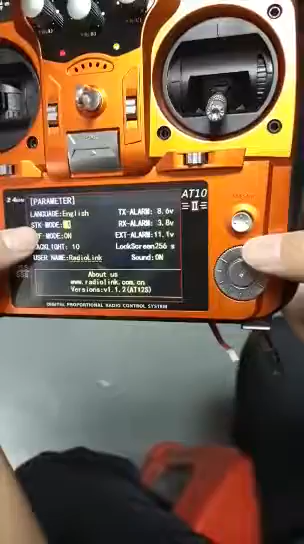 2.4GHz [PARAMETER]
AT10
II
LANGUAGE:English TX-ALARM: 8.6v
STK-MODE: RX-ALARM: 3.8v
MODE:ON EXT-ALARM:11.1v
BACKLIGHT: 10 LockScreen256 s
USER NAME:RadioLink Sound:ON
About us
www.radiolink.com.cn
Versions:v1.1.2(AT12S)
DIGITAL PROPORTIONAL RADIO CONTROL SYSTEM